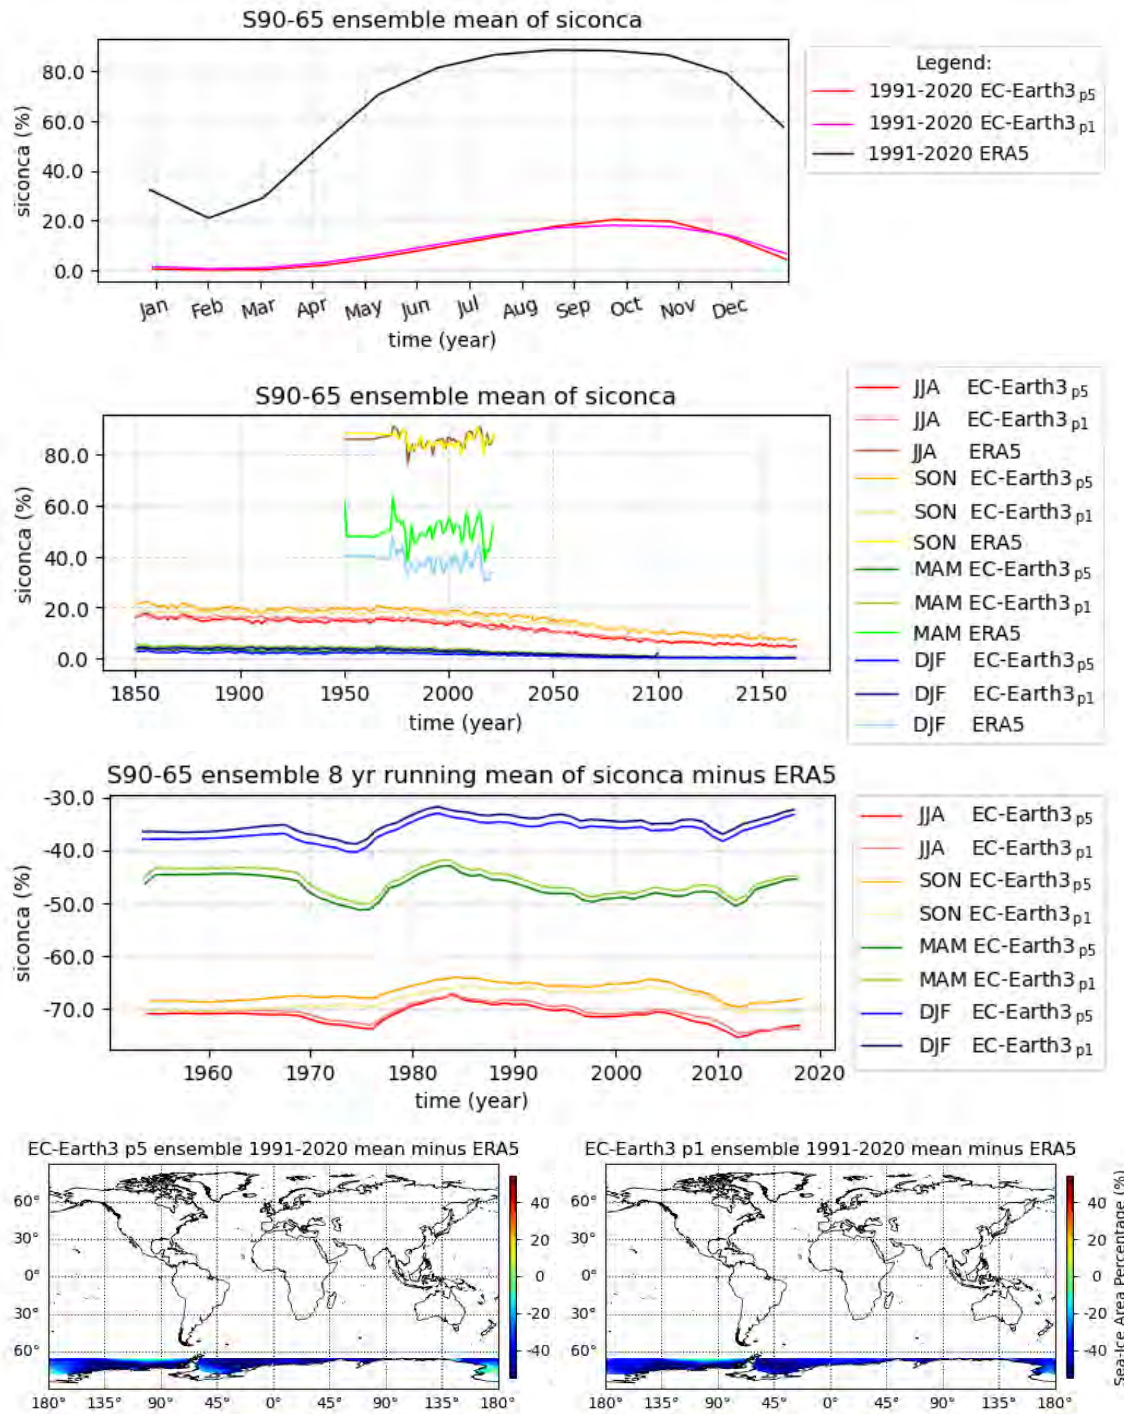 S90-65 ensemble mean of siconca
siconca (%)
80.0
60.0
40.0
20.0
0.0
Jan Feb Mar Apr May Jun Jul Aug Sep Oct Nov Dec
time (year)
Legend:
1991-2020 EC-Earth3 p5
1991-2020 EC-Earth3 p1
1991-2020 ERA5
S90-65 ensemble mean of siconca
siconca (%)
80.0
60.0
40.0
20.0
0.0
1850 1900 1950 2000 2050 2100 2150
time (year)
JJA EC-Earth3 p5
JJA EC-Earth3 p1
JJA ERA5
SON EC-Earth3 p5
SON EC-Earth3 p1
SON ERA5
MAM EC-Earth3 p5
MAM EC-Earth3 p1
MAM ERA5
DJF EC-Earth3 p5
DJF EC-Earth3 p1
DJF ERA5
S90-65 ensemble 8 yr running mean of siconca minus ERA5
siconca (%)
-30.0
-40.0
-50.0
-60.0
-70.0
1960 1970 1980 1990 2000 2010 2020
time (year)
JJA EC-Earth3 p5
JJA EC-Earth3 p1
SON EC-Earth3 p5
SON EC-Earth3 p1
MAM EC-Earth3 p5
MAM EC-Earth3 p1
DJF EC-Earth3 p5
DJF EC-Earth3 p1
EC-Earth3 p5 ensemble 1991-2020 mean minus ERA5
60°
30°
0°
30°
60°
180° 135° 90° 45° 0° 45° 90° 135° 180°
40
20
0
-20
-40
EC-Earth3 p1 ensemble 1991-2020 mean minus ERA5
60°
30°
0°
30°
60°
180° 135° 90° 45° 0° 45° 90° 135° 180°
40
20
0
-20
-40
Sea-Ice Area Percentage (%)